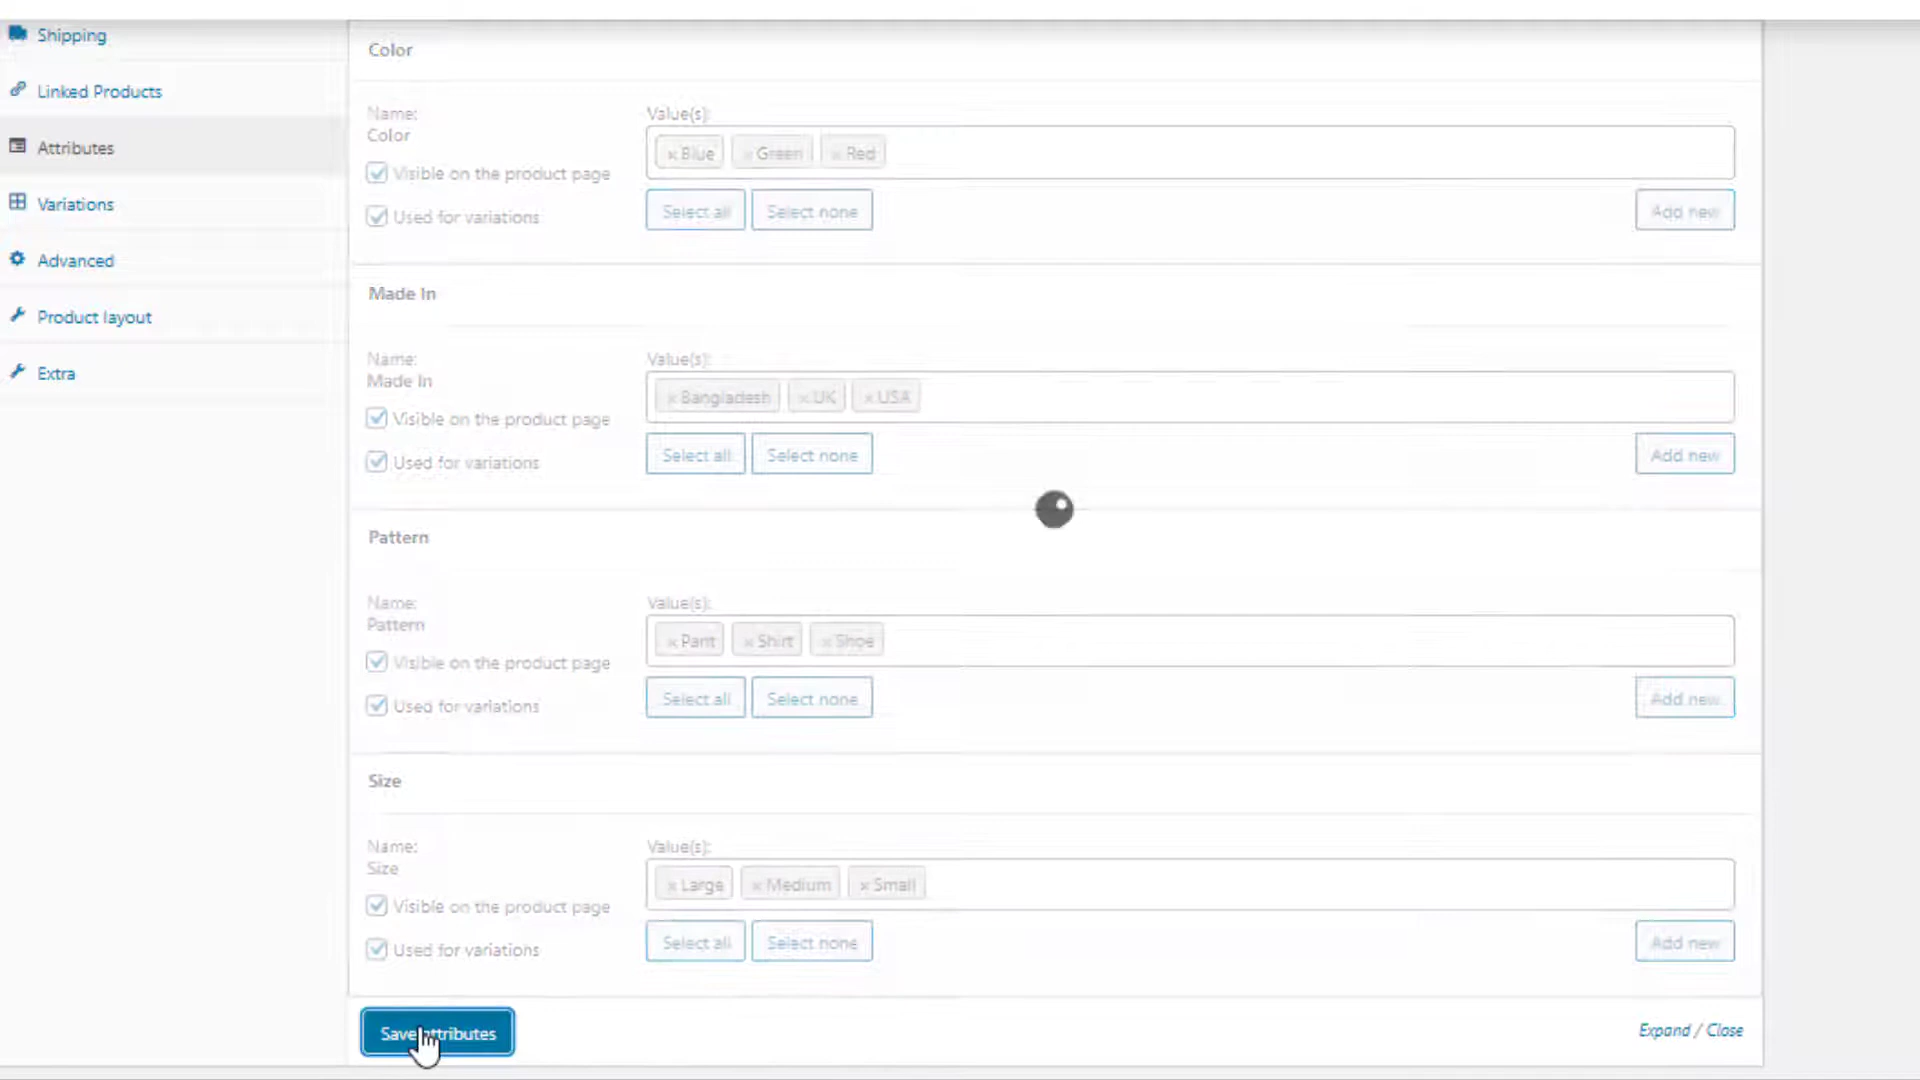 Shipping
Linked Products
Attributes
Variations
Advanced
Product layout
Extra
Color
Name:
Color
Visible on the product page
Used for variations
Value(s):
× Blue × Green × Red
Select all Select none Add new
Made In
Name:
Made In
Visible on the product page
Used for variations
Value(s):
× Bangladesh × UK × USA
Select all Select none Add new
Pattern
Name:
Pattern
Visible on the product page
Used for variations
Value(s):
× Pant × Shirt × Shoe
Select all Select none Add new
Size
Name:
Size
Visible on the product page
Used for variations
Value(s):
× Large × Medium × Small
Select all Select none Add new
Save attributes
Expand / Close